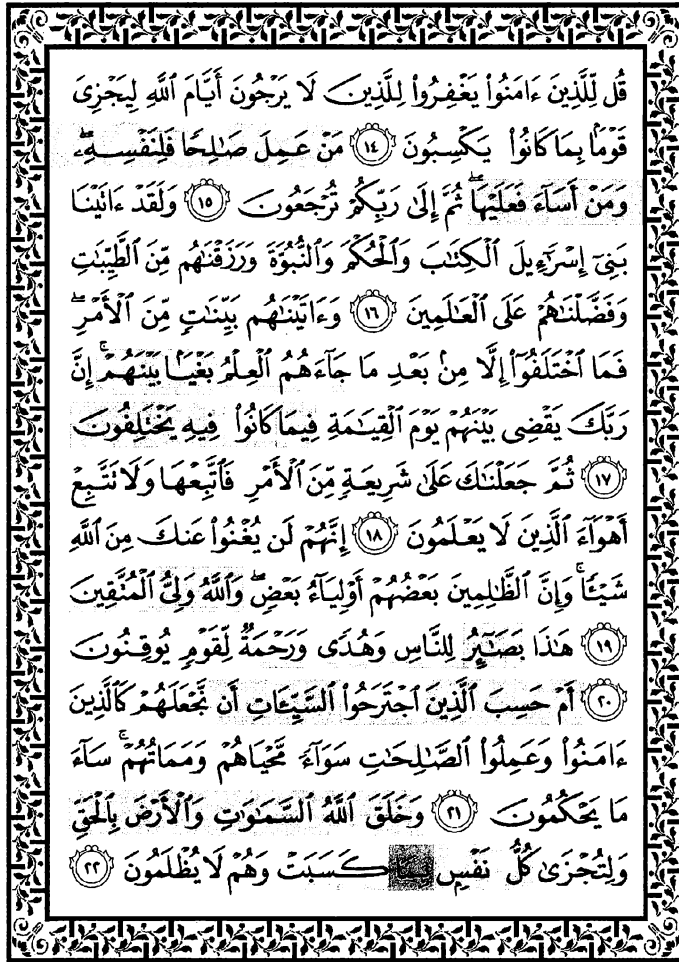 قُل لِّلَّذِينَ ءَامَنُوا۟ يَغْفِرُوا۟ لِلَّذِينَ لَا يَرْجُونَ أَيَّامَ ٱللَّهِ لِيَجْزِىَ
قَوْمًۢا بِمَا كَانُوا۟ يَكْسِبُونَ ١٤ مَنْ عَمِلَ صَـٰلِحًا فَلِنَفْسِهِۦ ۖ
وَمَنْ أَسَآءَ فَعَلَيْهَا ۖ ثُمَّ إِلَىٰ رَبِّكُمْ تُرْجَعُونَ ١٥ وَلَقَدْ ءَاتَيْنَا
بَنِىٓ إِسْرَٰٓءِيلَ ٱلْكِتَـٰبَ وَٱلْحُكْمَ وَٱلنُّبُوَّةَ وَرَزَقْنَـٰهُم مِّنَ ٱلطَّيِّبَـٰتِ
وَفَضَّلْنَـٰهُمْ عَلَى ٱلْعَـٰلَمِينَ ١٦ وَءَاتَيْنَـٰهُم بَيِّنَـٰتٍ مِّنَ ٱلْأَمْرِ ۖ
فَمَا ٱخْتَلَفُوٓا۟ إِلَّا مِنۢ بَعْدِ مَا جَآءَهُمُ ٱلْعِلْمُ بَغْيًۢا بَيْنَهُمْ ۚ إِنَّ
رَبَّكَ يَقْضِى بَيْنَهُمْ يَوْمَ ٱلْقِيَـٰمَةِ فِيمَا كَانُوا۟ فِيهِ يَخْتَلِفُونَ
١٧ ثُمَّ جَعَلْنَـٰكَ عَلَىٰ شَرِيعَةٍ مِّنَ ٱلْأَمْرِ فَٱتَّبِعْهَا وَلَا تَتَّبِعْ
أَهْوَآءَ ٱلَّذِينَ لَا يَعْلَمُونَ ١٨ إِنَّهُمْ لَن يُغْنُوا۟ عَنكَ مِنَ ٱللَّهِ
شَيْـًٔا ۚ وَإِنَّ ٱلظَّـٰلِمِينَ بَعْضُهُمْ أَوْلِيَآءُ بَعْضٍ ۖ وَٱللَّهُ وَلِىُّ ٱلْمُتَّقِينَ
١٩ هَـٰذَا بَصَـٰٓئِرُ لِلنَّاسِ وَهُدًى وَرَحْمَةٌ لِّقَوْمٍ يُوقِنُونَ
٢٠ أَمْ حَسِبَ ٱلَّذِينَ ٱجْتَرَحُوا۟ ٱلسَّيِّـَٔاتِ أَن نَّجْعَلَهُمْ كَٱلَّذِينَ
ءَامَنُوا۟ وَعَمِلُوا۟ ٱلصَّـٰلِحَـٰتِ سَوَآءً مَّحْيَاهُمْ وَمَمَاتُهُمْ ۚ سَآءَ
مَا يَحْكُمُونَ ٢١ وَخَلَقَ ٱللَّهُ ٱلسَّمَـٰوَٰتِ وَٱلْأَرْضَ بِٱلْحَقِّ
وَلِتُجْزَىٰ كُلُّ نَفْسٍۭ بِمَا كَسَبَتْ وَهُمْ لَا يُظْلَمُونَ ٢٢